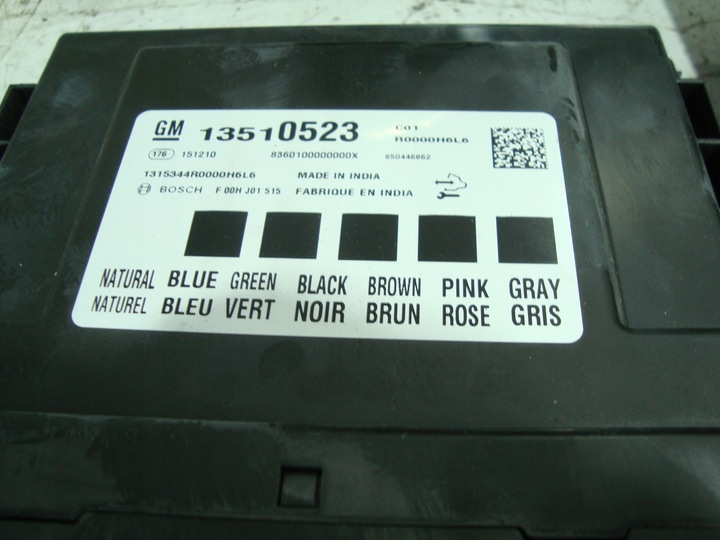 GM 13510523 C01
R0000H6L6
176 151210 8360100000000X 650446862
1315344R0000H6L6 MADE IN INDIA
BOSCH F 00H J01 515 FABRIQUE EN INDIA
NATURAL BLUE GREEN BLACK BROWN PINK GRAY
NATUREL BLEU VERT NOIR BRUN ROSE GRIS